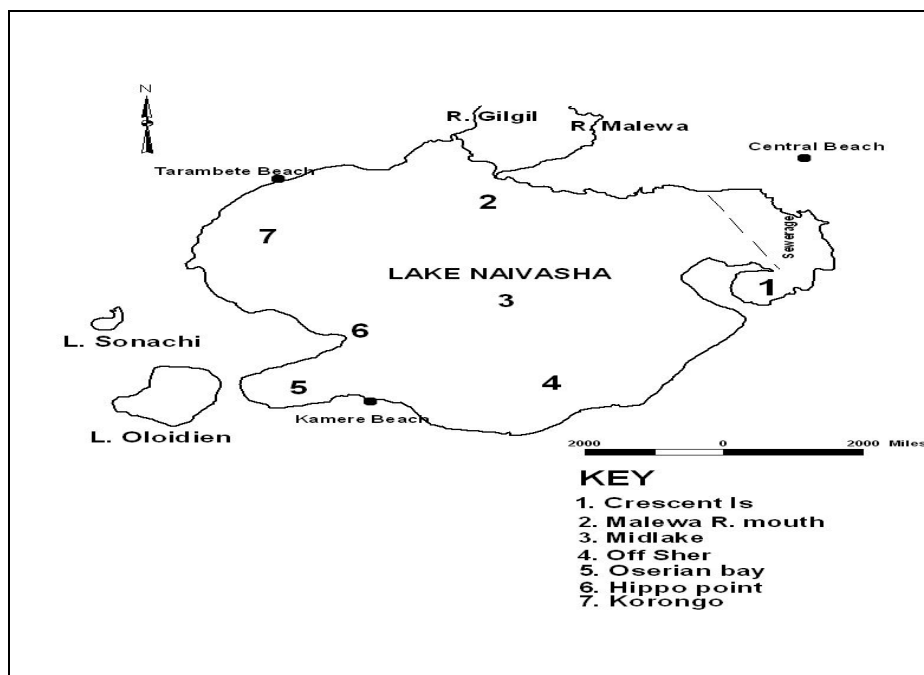 N
R. Gilgil
R. Malewa
Central Beach
Tarambete Beach
2
Sewerage
7
LAKE NAIVASHA
1
3
6
L. Sonachi
5
4
Kamere Beach
L. Oloidien
2000 0 2000 Miles
KEY
1. Crescent Is
2. Malewa R. mouth
3. Midlake
4. Off Sher
5. Oserian bay
6. Hippo point
7. Korongo